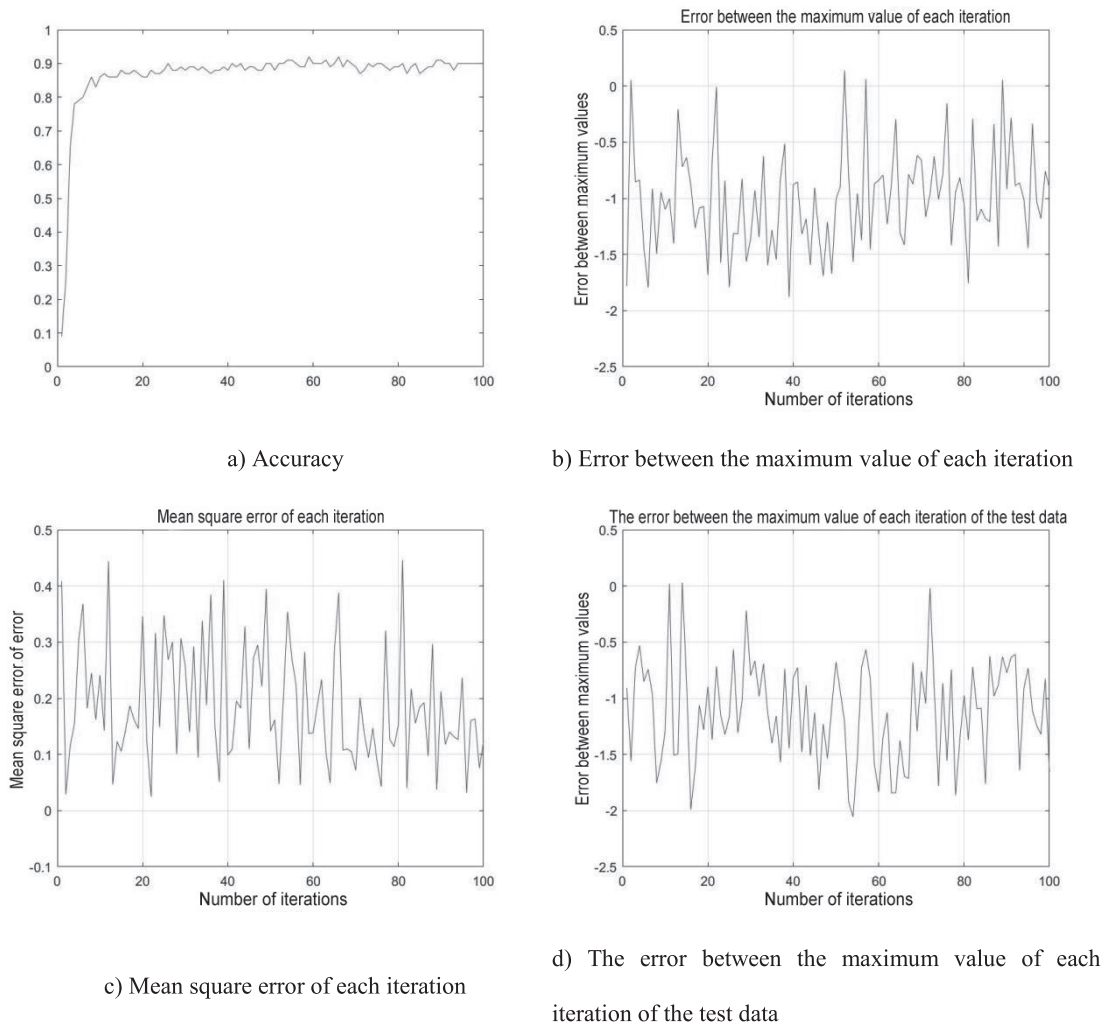 1
0.9
0.8
0.7
0.6
0.5
0.4
0.3
0.2
0.1
0
0 20 40 60 80 100
a) Accuracy
Error between the maximum value of each iteration
Error between maximum values
0.5
0
-0.5
-1
-1.5
-2
-2.5
0 20 40 60 80 100
Number of iterations
b) Error between the maximum value of each iteration
Mean square error of each iteration
Mean square error of error
0.5
0.4
0.3
0.2
0.1
0
-0.1
0 20 40 60 80 100
Number of iterations
c) Mean square error of each iteration
The error between the maximum value of each iteration of the test data
Error between maximum values
0.5
0
-0.5
-1
-1.5
-2
-2.5
0 20 40 60 80 100
Number of iterations
d) The error between the maximum value of each
iteration of the test data